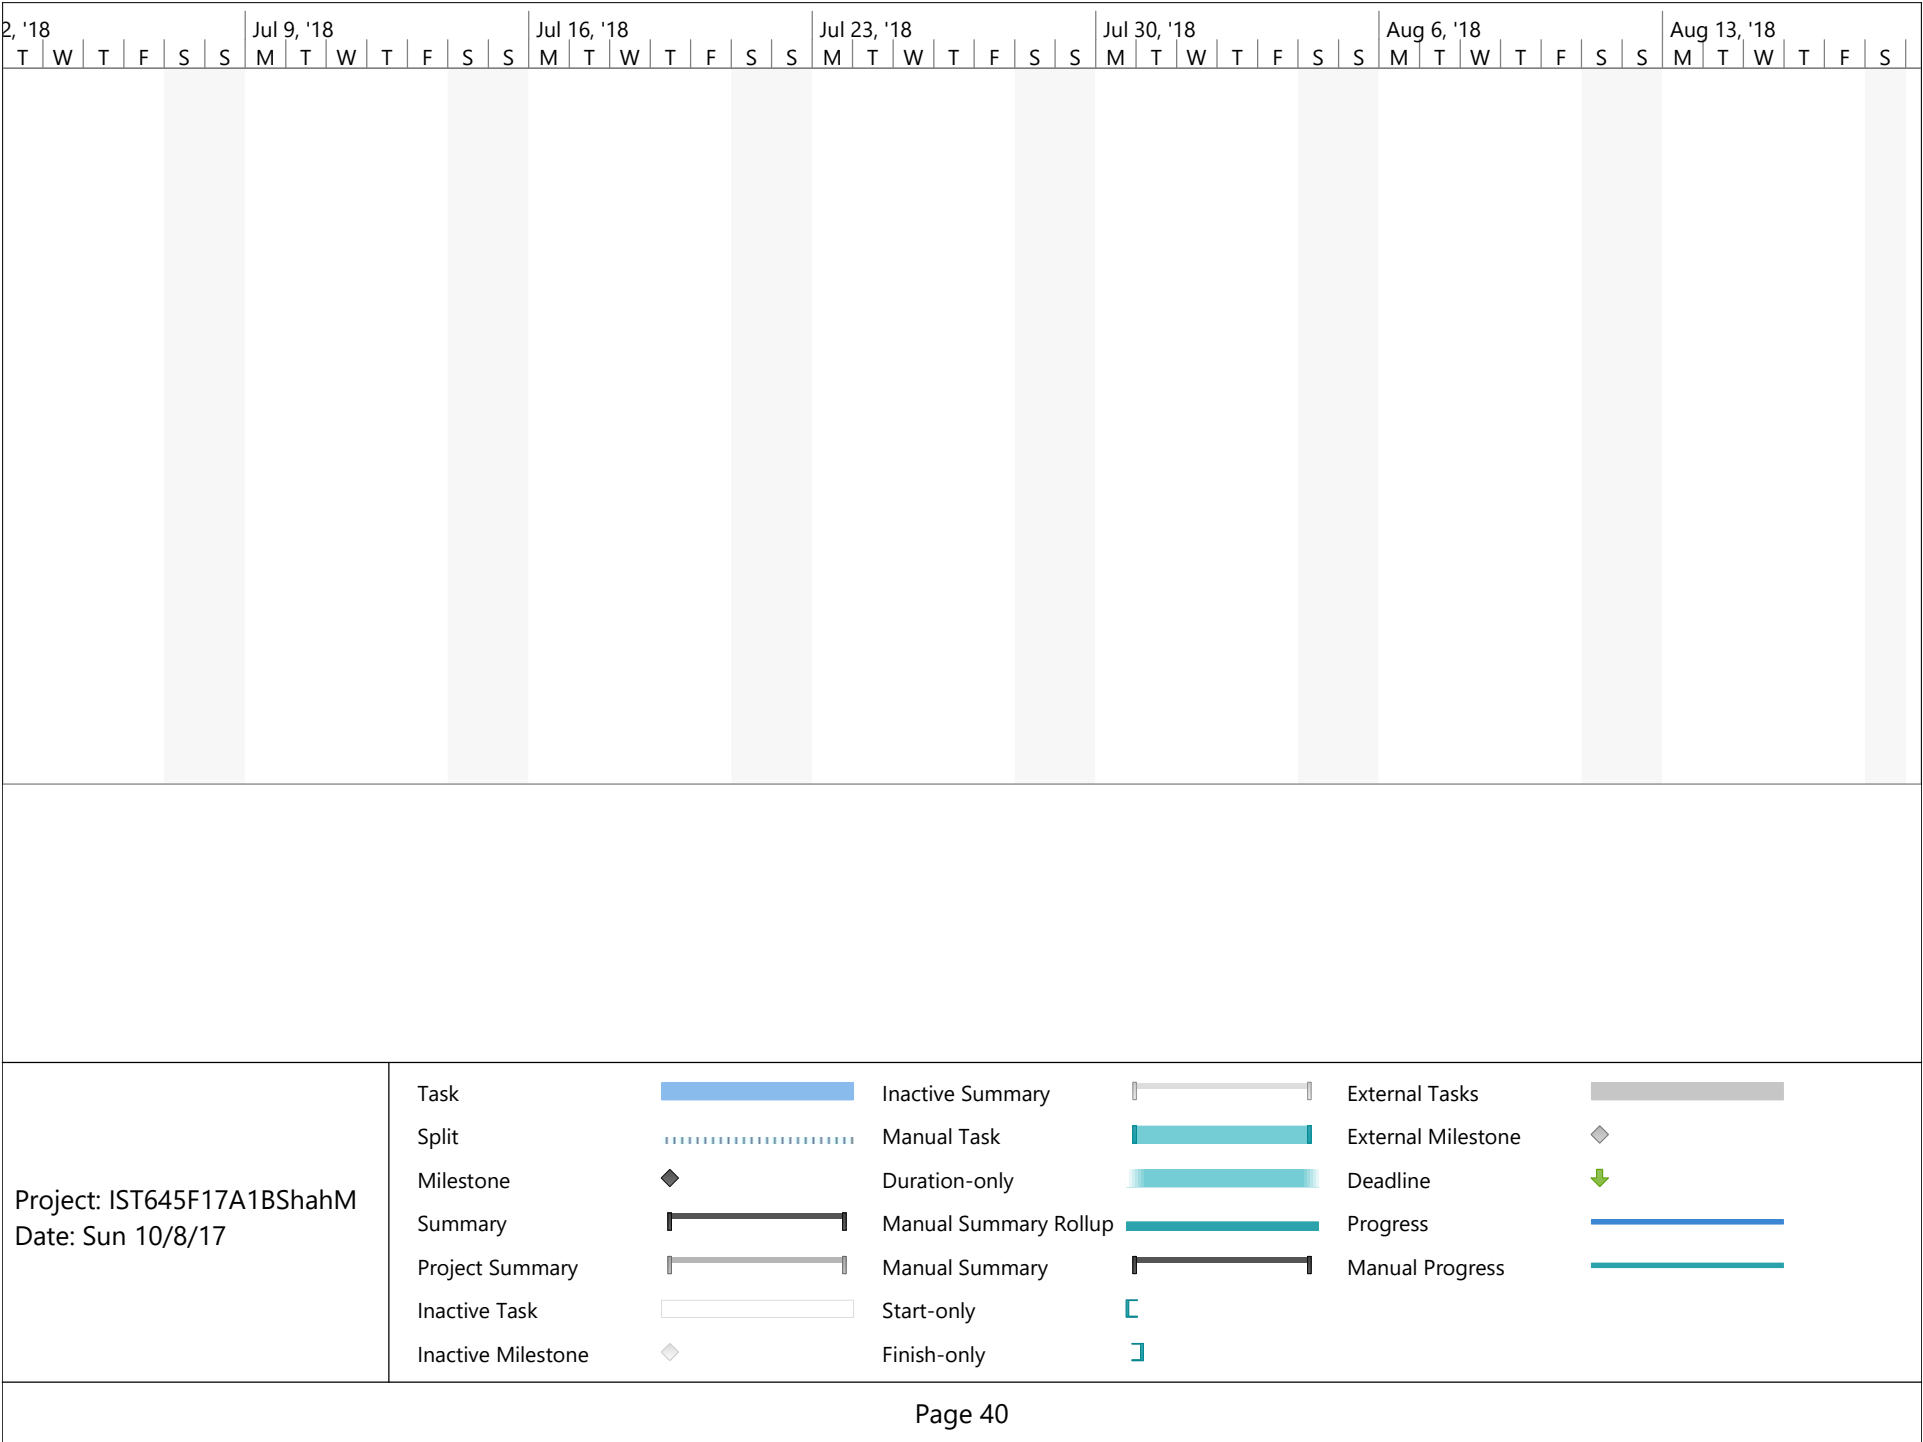 2, '18 Jul 9, '18 Jul 16, '18 Jul 23, '18 Jul 30, '18 Aug 6, '18 Aug 13, '18
T W T F S S M T W T F S S M T W T F S S M T W T F S S M T W T F S S M T W T F S S M T W T F S
Project: IST645F17A1BShahM
Date: Sun 10/8/17
Task
Split
Milestone
Summary
Project Summary
Inactive Task
Inactive Milestone
Inactive Summary
Manual Task
Duration-only
Manual Summary Rollup
Manual Summary
Start-only
Finish-only
External Tasks
External Milestone
Deadline
Progress
Manual Progress
Page 40